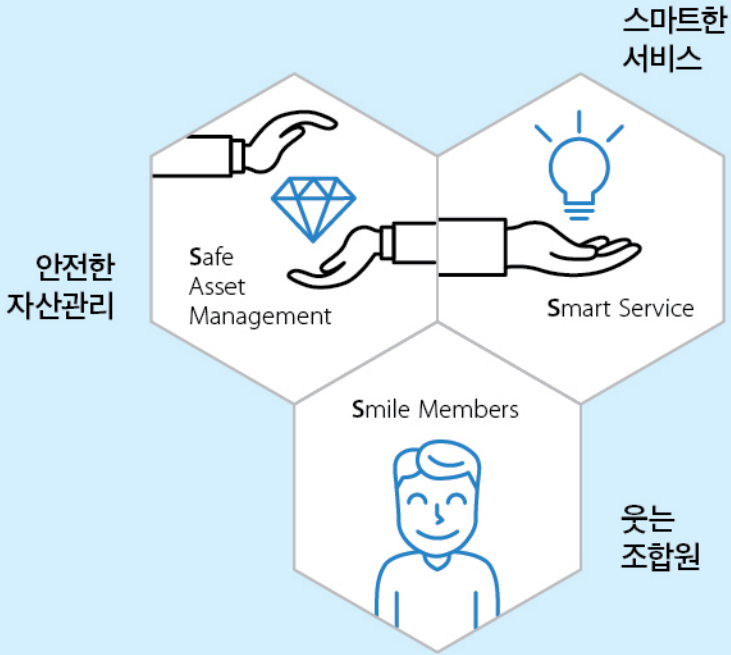 스마트한
서비스
안전한
자산관리
Safe
Asset
Management
Smart Service
Smile Members
웃는
조합원